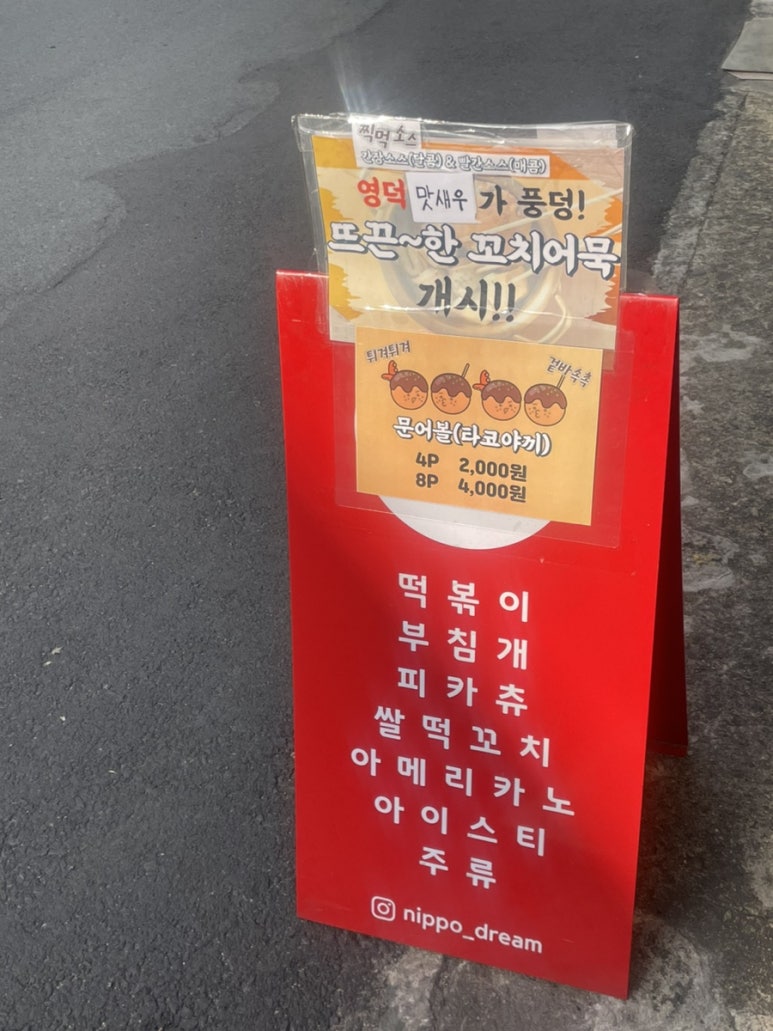 찍먹 소스
간장소스(달콤) & 빨간소스(매콤)
영덕 맛새우 가 풍덩!
뜨끈~한 꼬치어묵
개시!!
튀겨튀겨
겉바속촉
문어볼(타코야끼)
4P 2,000원
8P 4,000원
떡볶이
부침개
피카츄
쌀떡꼬치
아메리카노
아이스티
주류
nippo_dream